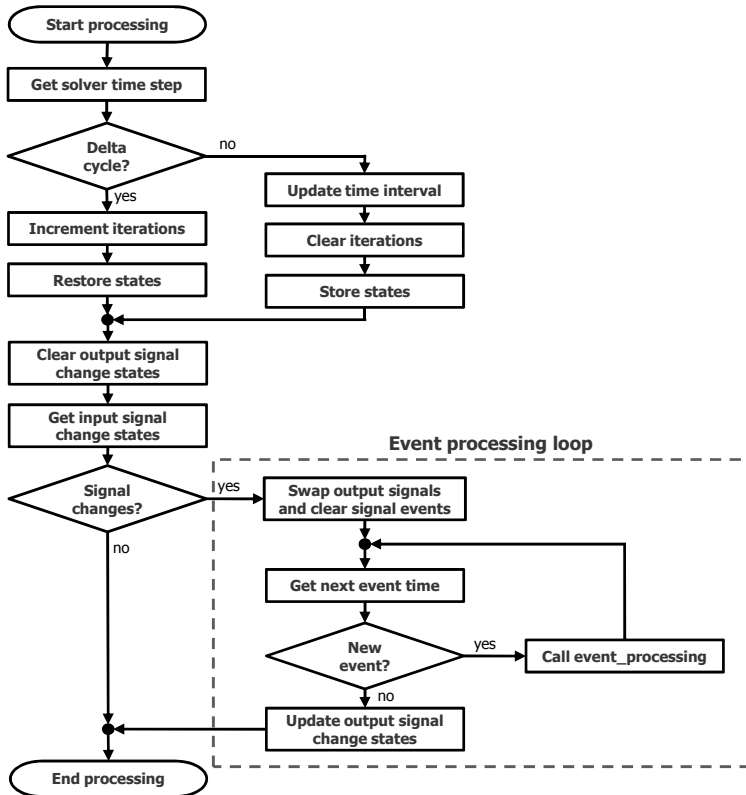 Start processing
Get solver time step
Delta
cycle?
no
yes
Update time interval
Increment iterations
Clear iterations
Restore states
Store states
Clear output signal
change states
Get input signal
change states
Event processing loop
Signal
changes?
yes
no
Swap output signals
and clear signal events
Get next event time
New
event?
yes
Call event_processing
no
Update output signal
change states
End processing